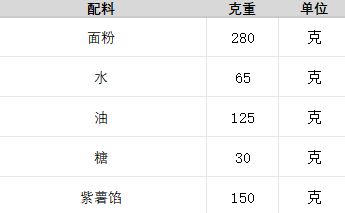 配料 克重 单位
面粉 280 克
水 65 克
油 125 克
糖 30 克
紫薯馅 150 克